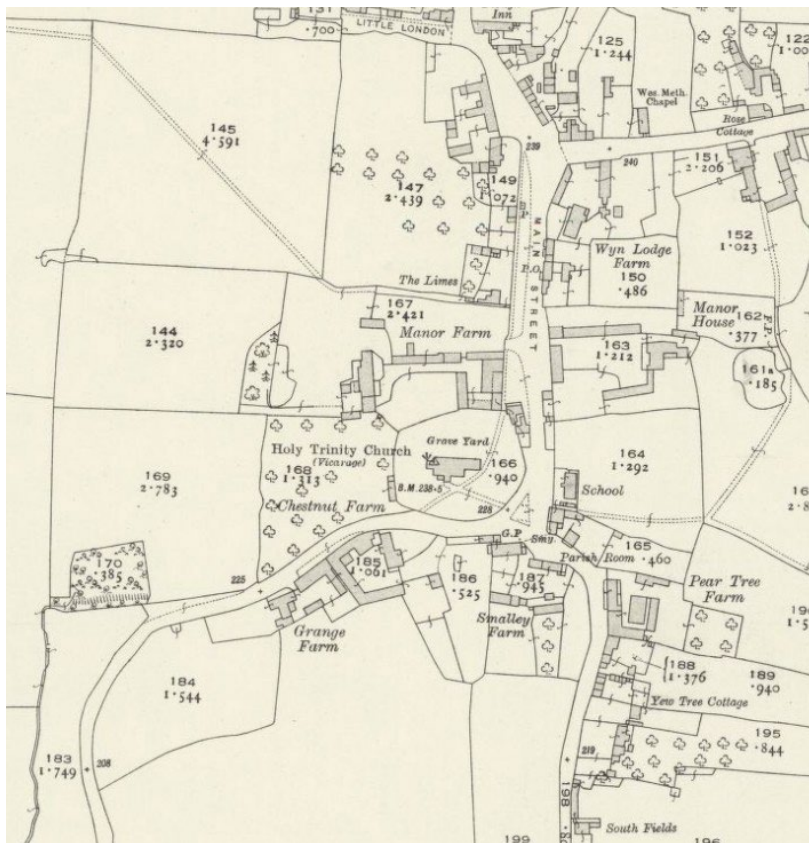 131
.700
LITTLE LONDON
Inn
125
1.244
122
Wes. Meth.
Chapel
Rose
Cottage
145
4.591
239
240
147
2.439
149
1.072
151
2.206
152
1.023
MAIN STREET
Wyn Lodge
Farm
150
.486
P.O.
The Limes
167
2.421
Manor Farm
Manor
House
162
.377
F.P.
144
2.320
163
1.212
161a
.185
Holy Trinity Church
(Vicarage)
Grave Yard
166
.940
164
1.292
168
1.313
B.M. 238.5
Chestnut Farm
169
2.783
228
School
G.P.
Smy.
Parish Room
165
.460
170
.385
225
185
1.061
186
.525
187
.945
Pear Tree
Farm
Grange
Farm
Smalley
Farm
184
1.544
188
1.376
189
.940
Yew Tree Cottage
195
.844
183
1.749
208
219
198
South Fields
199
196